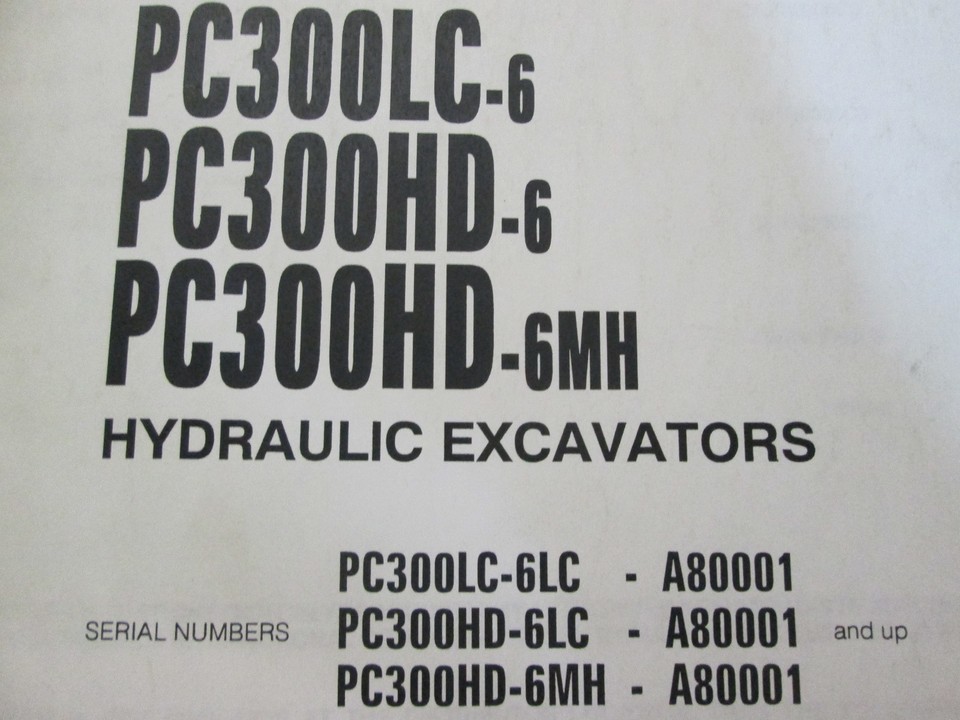 PC300LC-6
PC300HD-6
PC300HD-6MH
HYDRAULIC EXCAVATORS
PC300LC-6LC - A80001
SERIAL NUMBERS PC300HD-6LC - A80001 and up
PC300HD-6MH - A80001